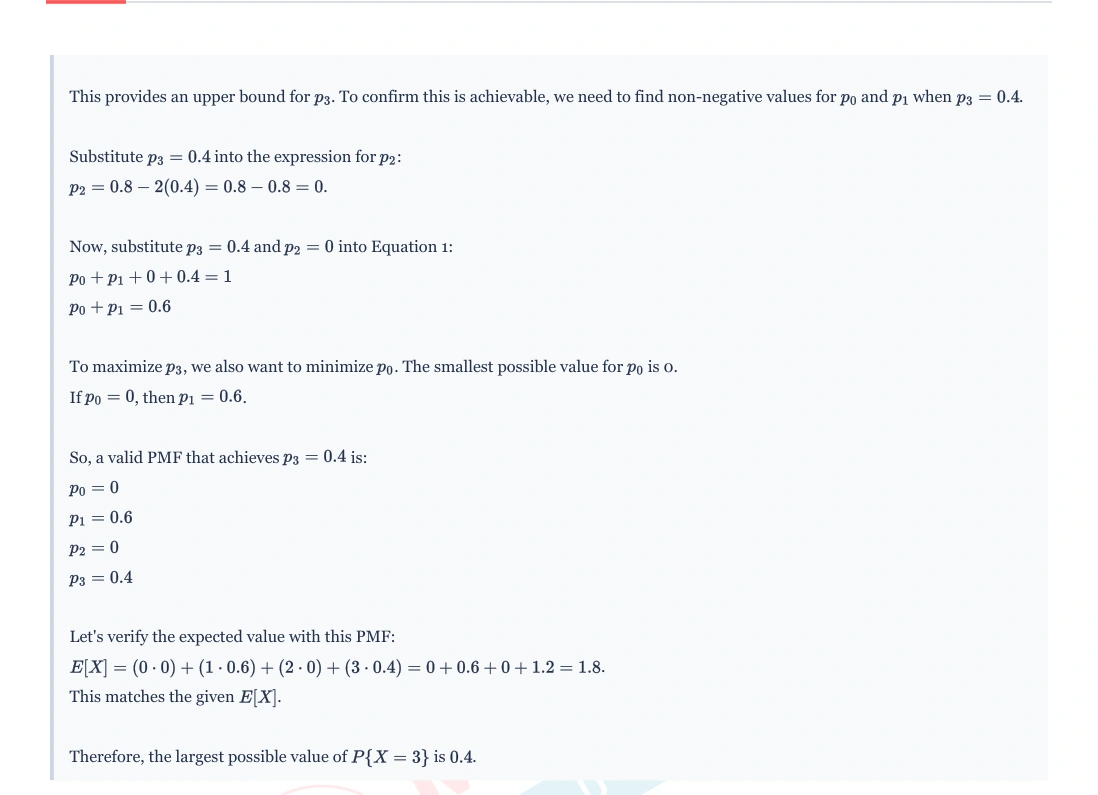 This provides an upper bound for p₃. To confirm this is achievable, we need to find non-negative values for p₀ and p₁ when p₃ = 0.4.
Substitute p₃ = 0.4 into the expression for p₂:
p₂ = 0.8 − 2(0.4) = 0.8 − 0.8 = 0.
Now, substitute p₃ = 0.4 and p₂ = 0 into Equation 1:
p₀ + p₁ + 0 + 0.4 = 1
p₀ + p₁ = 0.6
To maximize p₃, we also want to minimize p₀. The smallest possible value for p₀ is 0.
If p₀ = 0, then p₁ = 0.6.
So, a valid PMF that achieves p₃ = 0.4 is:
p₀ = 0
p₁ = 0.6
p₂ = 0
p₃ = 0.4
Let's verify the expected value with this PMF:
E[X] = (0 · 0) + (1 · 0.6) + (2 · 0) + (3 · 0.4) = 0 + 0.6 + 0 + 1.2 = 1.8.
This matches the given E[X].
Therefore, the largest possible value of P{X = 3} is 0.4.